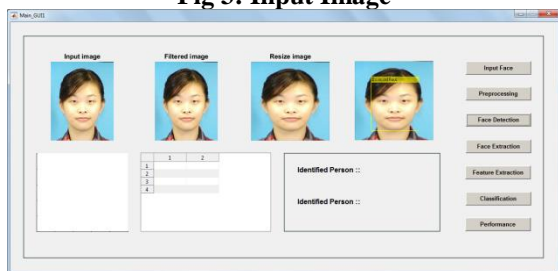 Fig 5: Input Image
Main_GUI1
Input image
Filtered image
Resize image
Input Face
Preprocessing
Face Detection
Face Extraction
Feature Extraction
Classification
Performance
1 2
1
2
3
4
Identified Person ::
Identified Person ::